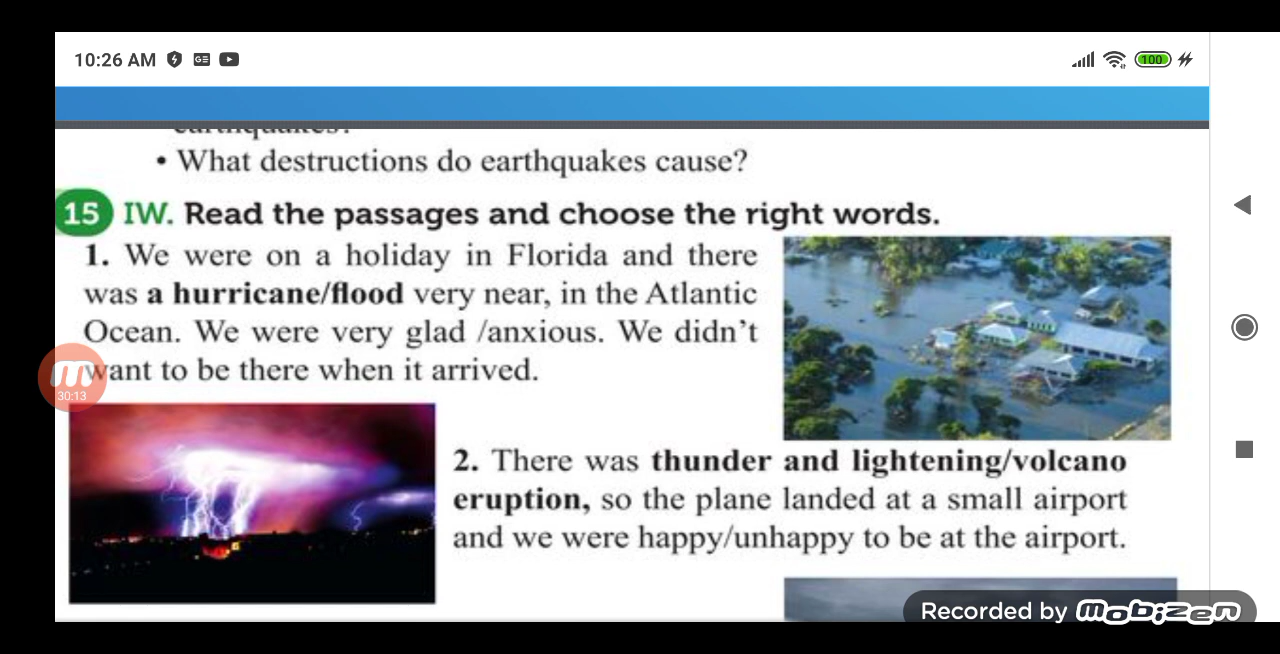 10:26 AM
100
• What destructions do earthquakes cause?
15 IW. Read the passages and choose the right words.
1. We were on a holiday in Florida and there
was a hurricane/flood very near, in the Atlantic
Ocean. We were very glad /anxious. We didn't
want to be there when it arrived.
30:13
2. There was thunder and lightening/volcano
eruption, so the plane landed at a small airport
and we were happy/unhappy to be at the airport.
Recorded by mobizen